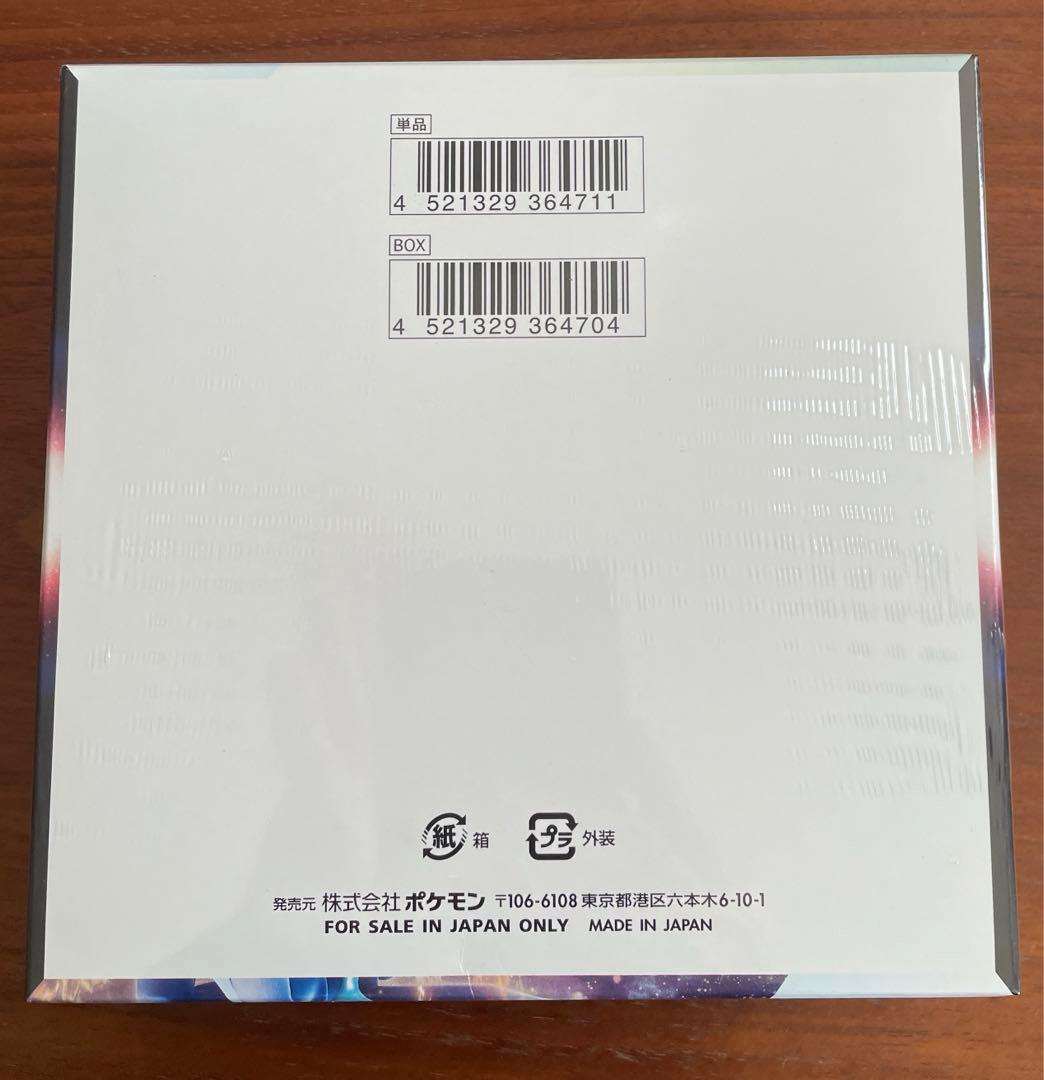 単品
4 521329 364711
BOX
4 521329 364704
紙 箱 プラ 外装
発売元 株式会社 ポケモン 〒106-6108 東京都港区六本木6-10-1
FOR SALE IN JAPAN ONLY MADE IN JAPAN